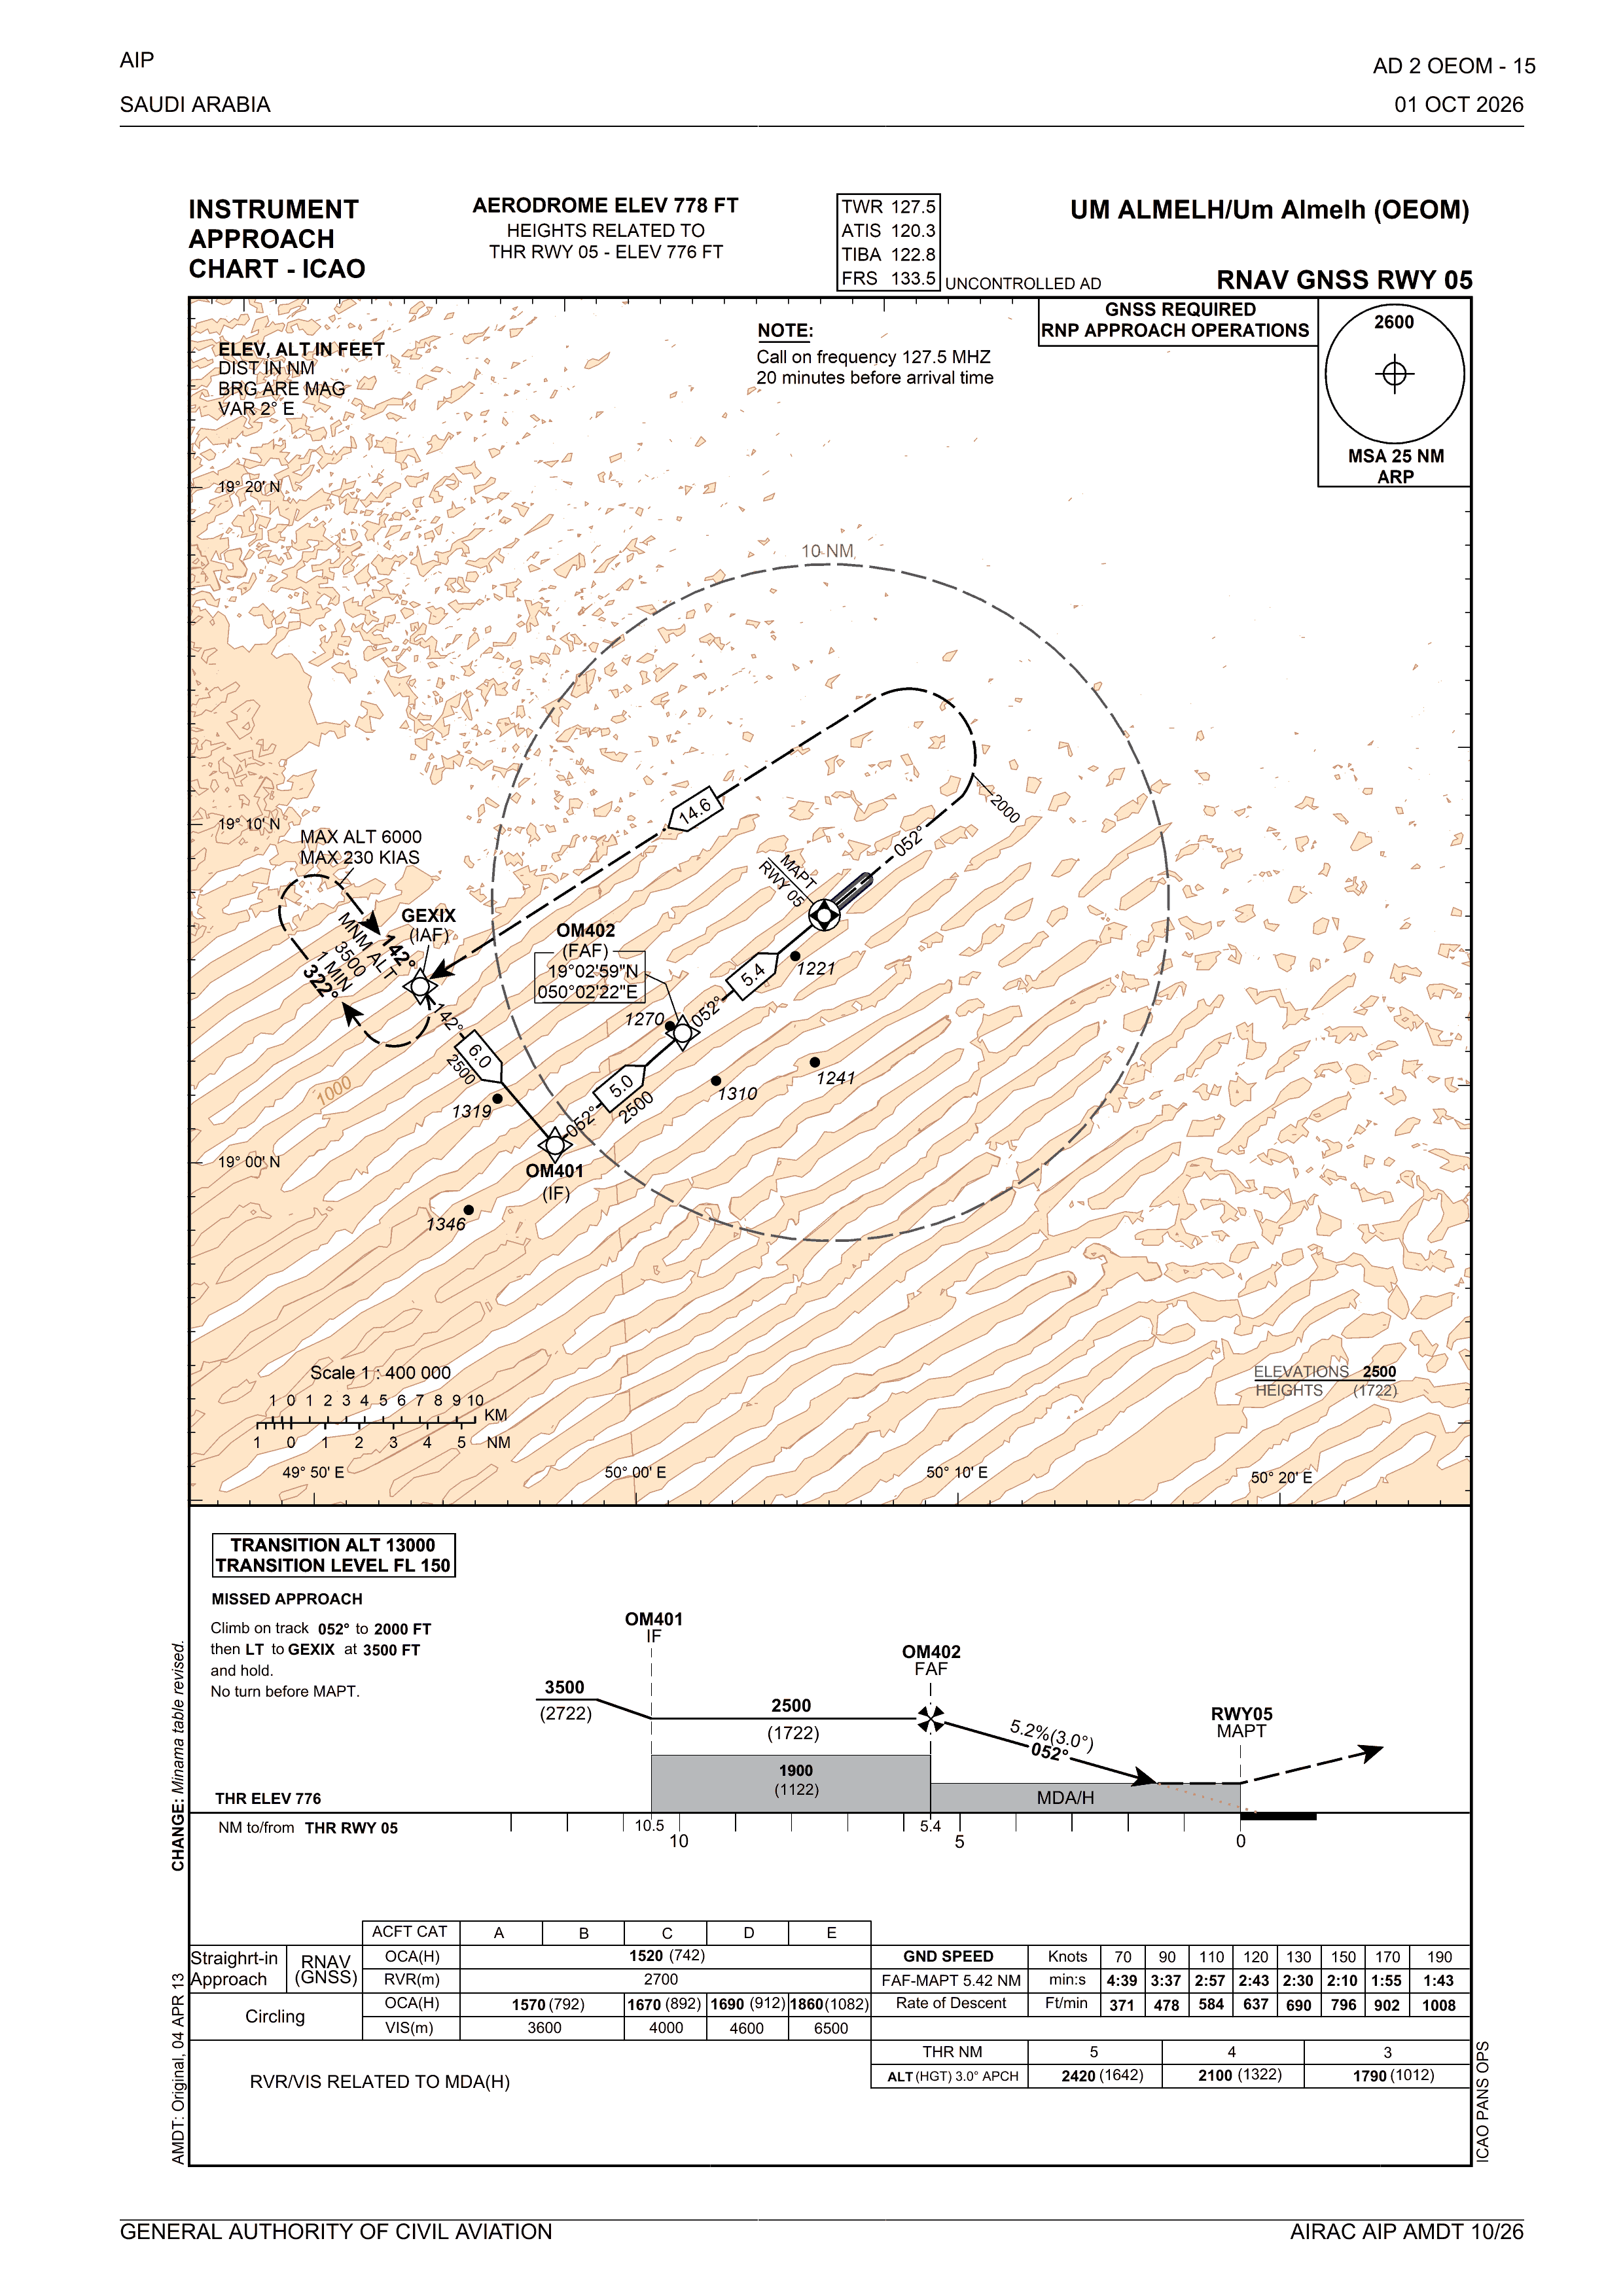 AIP
AD 2 OEOM - 15
SAUDI ARABIA
01 OCT 2026
INSTRUMENT
APPROACH
CHART - ICAO
AERODROME ELEV 778 FT
HEIGHTS RELATED TO
THR RWY 05 - ELEV 776 FT
TWR 127.5
ATIS 120.3
TIBA 122.8
FRS 133.5
UNCONTROLLED AD
UM ALMELH/Um Almelh (OEOM)
RNAV GNSS RWY 05
GNSS REQUIRED
RNP APPROACH OPERATIONS
2600
MSA 25 NM
ARP
ELEV, ALT IN FEET
DIST IN NM
BRG ARE MAG
VAR 2° E
NOTE:
Call on frequency 127.5 MHZ
20 minutes before arrival time
19° 20' N
10 NM
14.6
2000
052°
19° 10' N
MAX ALT 6000
MAX 230 KIAS
MAPT
RWY 05
GEXIX
(IAF)
142°
MNM ALT
3500
1 MIN
322°
OM402
(FAF)
19°02'59"N
050°02'22"E
5.4
1221
1270
052°
142°
6.0
2500
1000
1319
5.0
2500
052°
1310
1241
19° 00' N
OM401
(IF)
1346
Scale 1 : 400 000
1 0 1 2 3 4 5 6 7 8 9 10
KM
1 0 1 2 3 4 5 NM
ELEVATIONS 2500
HEIGHTS (1722)
49° 50' E
50° 00' E
50° 10' E
50° 20' E
TRANSITION ALT 13000
TRANSITION LEVEL FL 150
MISSED APPROACH
Climb on track 052° to 2000 FT
then LT to GEXIX at 3500 FT
and hold.
No turn before MAPT.
OM401
IF
OM402
FAF
3500
(2722)
2500
(1722)
5.2%(3.0°)
052°
RWY05
MAPT
1900
(1122)
MDA/H
THR ELEV 776
NM to/from THR RWY 05
10.5
10
5.4
5
0
CHANGE: Minama table revised.
AMDT: Original, 04 APR 13
ACFT CAT A B C D E
Straighrt-in
Approach
RNAV
(GNSS)
OCA(H) 1520 (742)
RVR(m) 2700
Circling
OCA(H) 1570 (792) 1670 (892) 1690 (912) 1860(1082)
VIS(m) 3600 4000 4600 6500
GND SPEED Knots 70 90 110 120 130 150 170 190
FAF-MAPT 5.42 NM min:s 4:39 3:37 2:57 2:43 2:30 2:10 1:55 1:43
Rate of Descent Ft/min 371 478 584 637 690 796 902 1008
THR NM 5 4 3
ALT (HGT) 3.0° APCH 2420 (1642) 2100 (1322) 1790 (1012)
RVR/VIS RELATED TO MDA(H)
ICAO PANS OPS
GENERAL AUTHORITY OF CIVIL AVIATION
AIRAC AIP AMDT 10/26